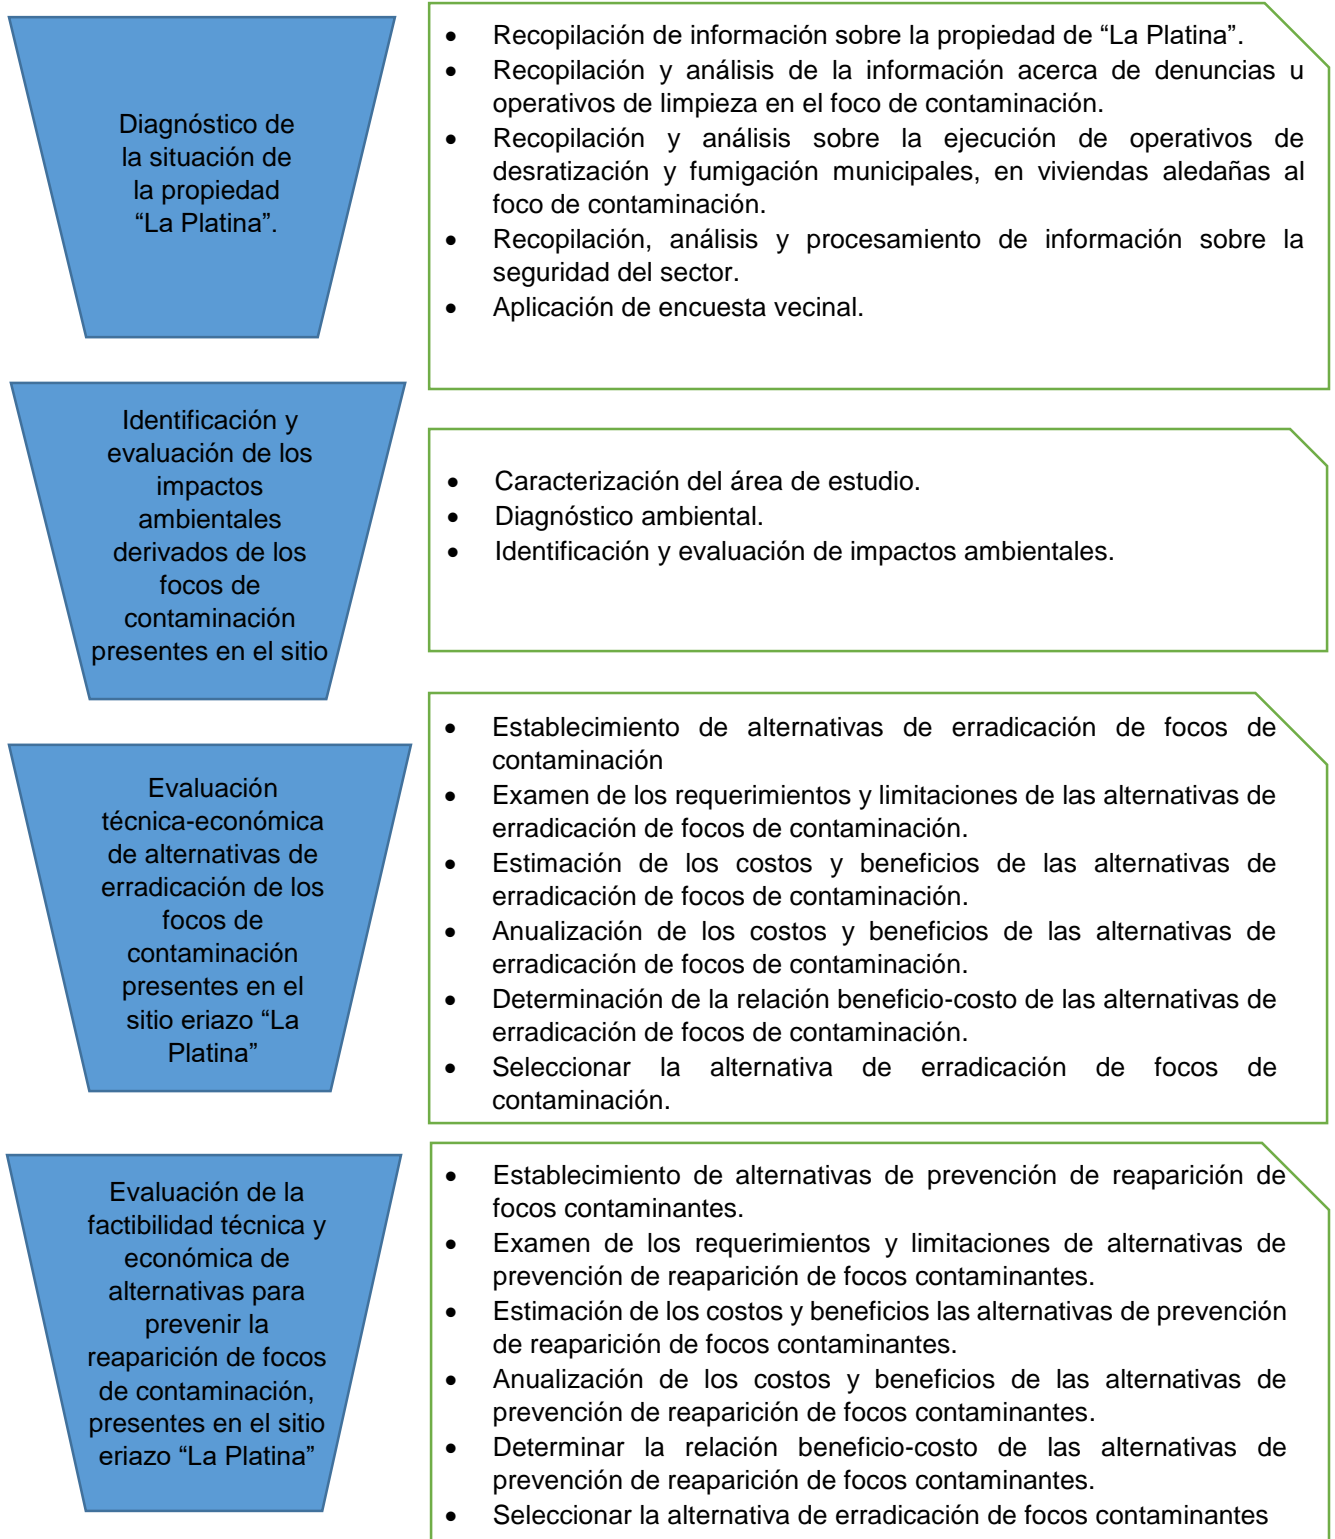 Diagnóstico de
la situación de
la propiedad
“La Platina”.
• Recopilación de información sobre la propiedad de “La Platina”.
• Recopilación y análisis de la información acerca de denuncias u
operativos de limpieza en el foco de contaminación.
• Recopilación y análisis sobre la ejecución de operativos de
desratización y fumigación municipales, en viviendas aledañas al
foco de contaminación.
• Recopilación, análisis y procesamiento de información sobre la
seguridad del sector.
• Aplicación de encuesta vecinal.
Identificación y
evaluación de los
impactos
ambientales
derivados de los
focos de
contaminación
presentes en el sitio
• Caracterización del área de estudio.
• Diagnóstico ambiental.
• Identificación y evaluación de impactos ambientales.
Evaluación
técnica-económica
de alternativas de
erradicación de los
focos de
contaminación
presentes en el
sitio eriazo “La
Platina”
• Establecimiento de alternativas de erradicación de focos de
contaminación
• Examen de los requerimientos y limitaciones de las alternativas de
erradicación de focos de contaminación.
• Estimación de los costos y beneficios de las alternativas de
erradicación de focos de contaminación.
• Anualización de los costos y beneficios de las alternativas de
erradicación de focos de contaminación.
• Determinación de la relación beneficio-costo de las alternativas de
erradicación de focos de contaminación.
• Seleccionar la alternativa de erradicación de focos de
contaminación.
Evaluación de la
factibilidad técnica y
económica de
alternativas para
prevenir la
reaparición de focos
de contaminación,
presentes en el sitio
eriazo “La Platina”
• Establecimiento de alternativas de prevención de reaparición de
focos contaminantes.
• Examen de los requerimientos y limitaciones de alternativas de
prevención de reaparición de focos contaminantes.
• Estimación de los costos y beneficios las alternativas de prevención
de reaparición de focos contaminantes.
• Anualización de los costos y beneficios de las alternativas de
prevención de reaparición de focos contaminantes.
• Determinar la relación beneficio-costo de las alternativas de
prevención de reaparición de focos contaminantes.
• Seleccionar la alternativa de erradicación de focos contaminantes